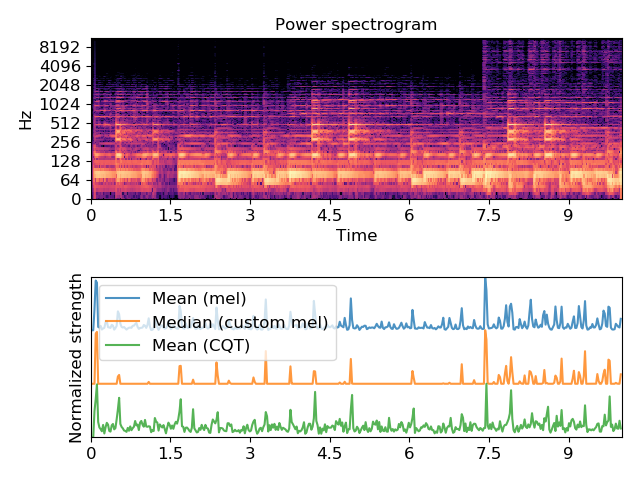 Power spectrogram
8192
4096
2048
1024
512
256
128
64
0
Hz
0 1.5 3 4.5 6 7.5 9
Time
Normalized strength
Mean (mel)
Median (custom mel)
Mean (CQT)
0 1.5 3 4.5 6 7.5 9